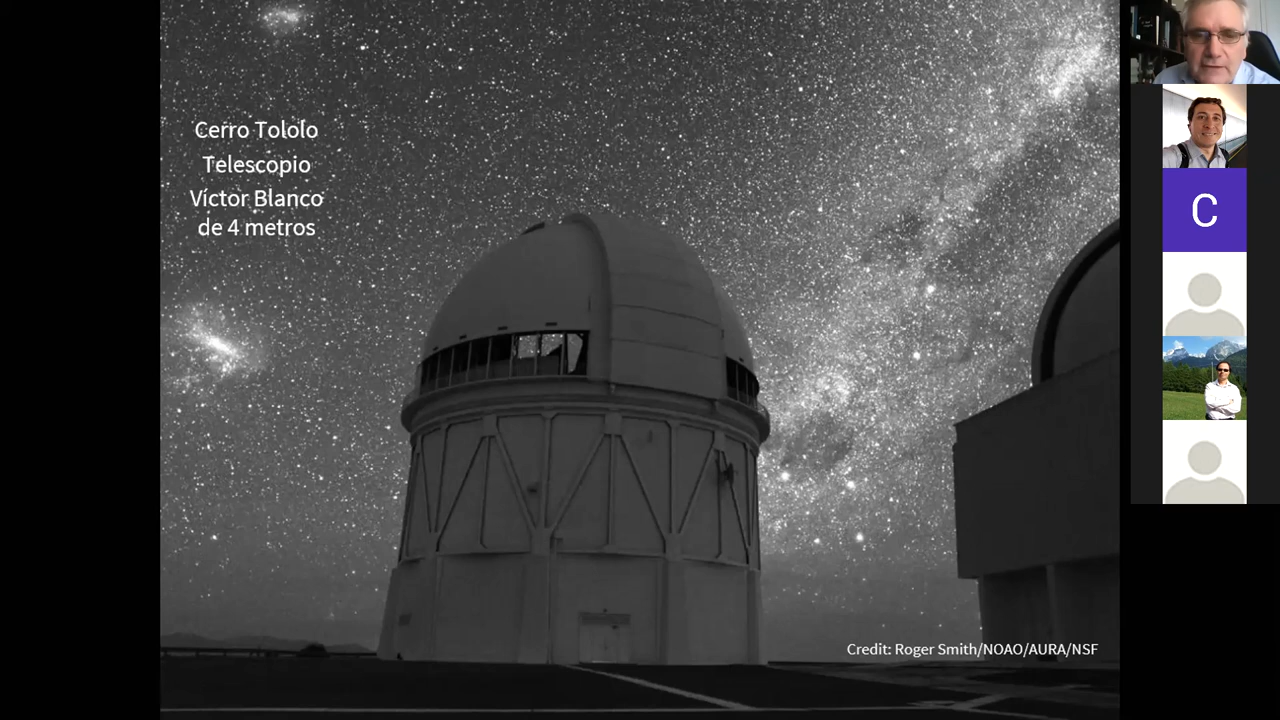 Cerro Tololo
Telescopio
Víctor Blanco
de 4 metros
C
Credit: Roger Smith/NOAO/AURA/NSF